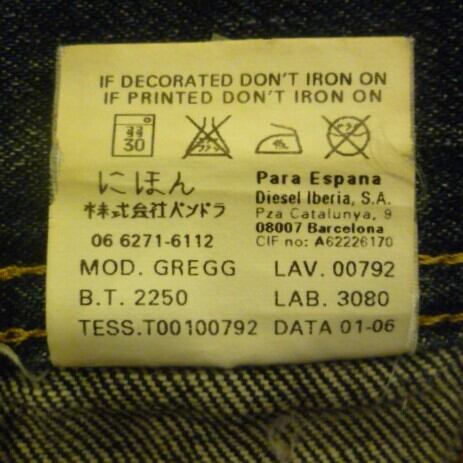 IF DECORATED DON'T IRON ON
IF PRINTED DON'T IRON ON
30
にほん
株式会社パンドラ
06 6271-6112
Para Espana
Diesel Iberia, S.A.
Pza Catalunya, 9
08007 Barcelona
CIF no: A62226170
MOD. GREGG LAV. 00792
B.T. 2250 LAB. 3080
TESS.T00100792 DATA 01-06